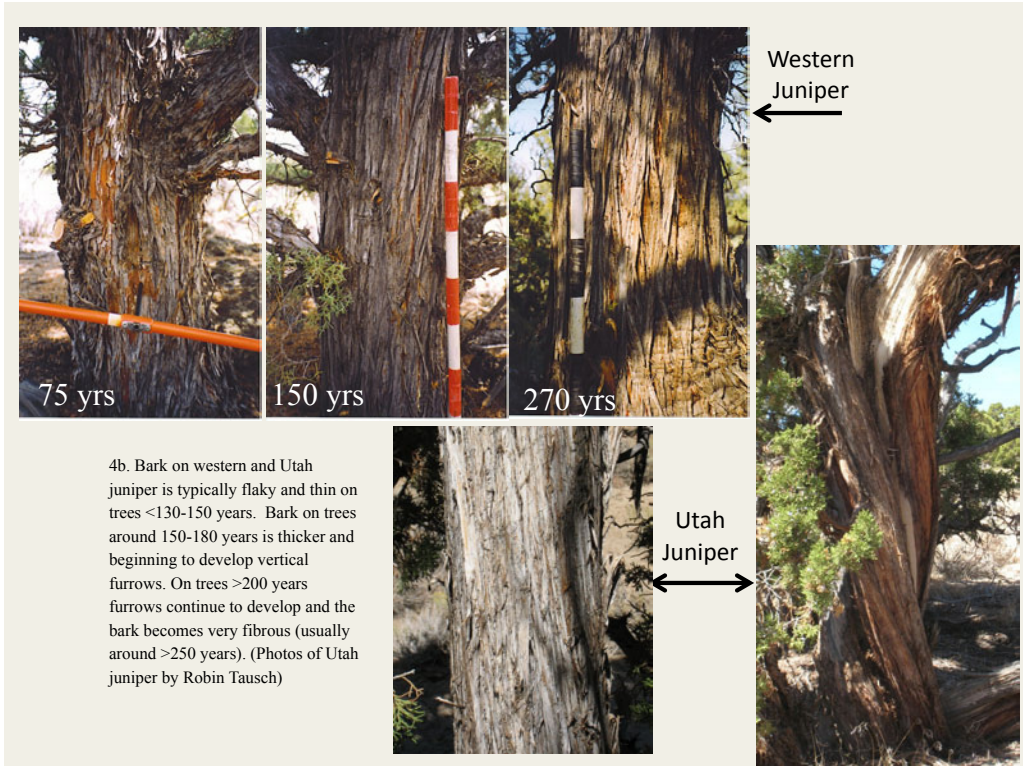 Western
Juniper
75 yrs
150 yrs
270 yrs
4b. Bark on western and Utah
juniper is typically flaky and thin on
trees <130-150 years.  Bark on trees
around 150-180 years is thicker and
beginning to develop vertical
furrows. On trees >200 years
furrows continue to develop and the
bark becomes very fibrous (usually
around >250 years). (Photos of Utah
juniper by Robin Tausch)
Utah
Juniper